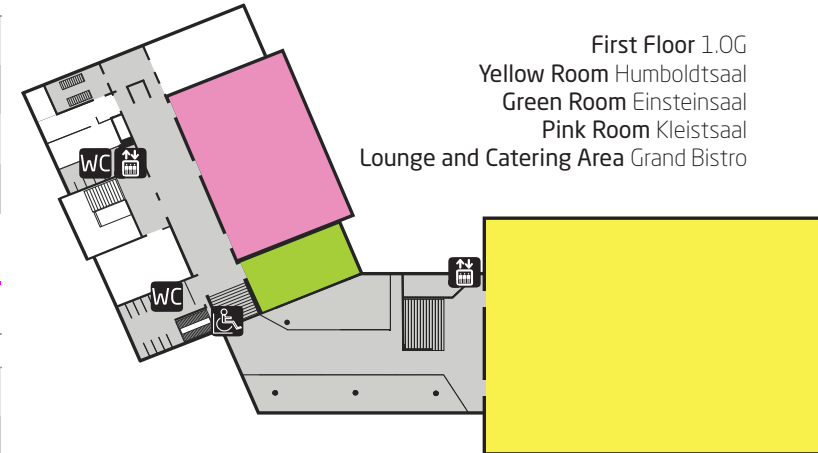 First Floor 1.OG
Yellow Room Humboldtsaal
Green Room Einsteinsaal
Pink Room Kleistsaal
Lounge and Catering Area Grand Bistro
WC
WC